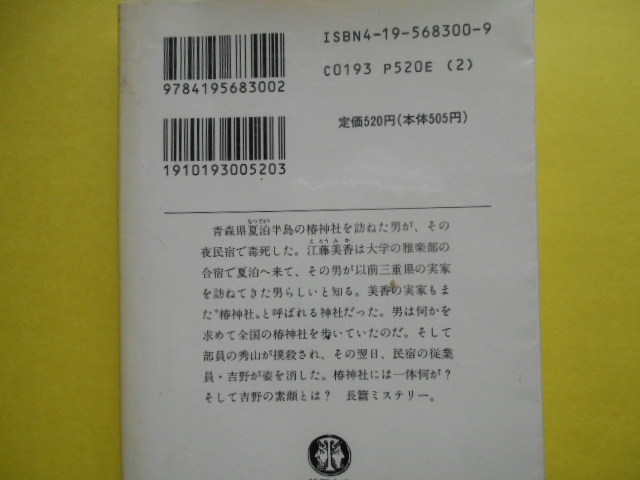 ISBN4-19-568300-9
C0193 P520E (2)
9784195683002
定価520円(本体505円)
1910193005203
青森県夏泊半島の椿神社を訪ねた男が、その
夜民宿で毒死した。江藤美香は大学の雅楽部の
合宿で夏泊へ来て、その男が以前三重県の実家
を訪ねてきた男らしいと知る。美香の実家もま
た"椿神社"と呼ばれる神社だった。男は何かを
求めて全国の椿神社を歩いていたのだ。そして
部員の秀山が撲殺され、その翌日、民宿の従業
員・吉野が姿を消した。椿神社には一体何が?
そして吉野の素顔とは? 長篇ミステリー。